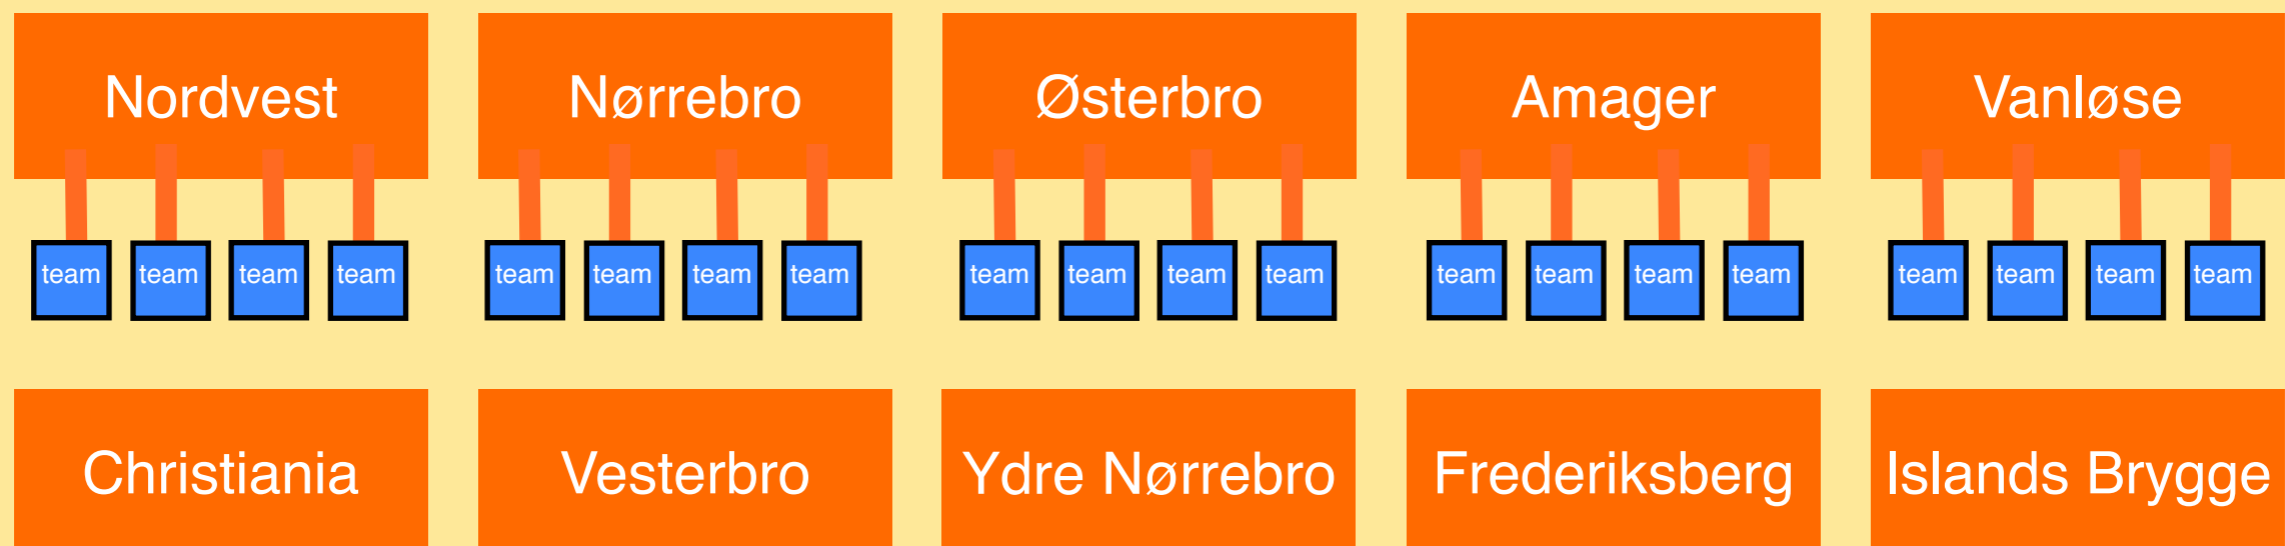 Nordvest Nørrebro Østerbro Amager Vanløse
team team team team team team team team team team team team team team team team team team team team
Christiania Vesterbro Ydre Nørrebro Frederiksberg Islands Brygge